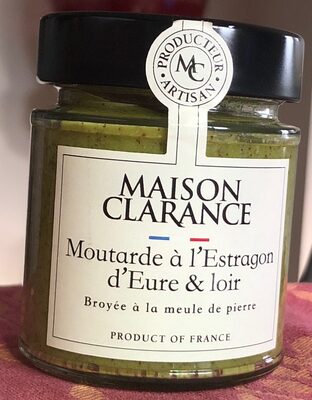 PRODUCTEUR
MC
ARTISAN
MAISON
CLARANCE
Moutarde à l'Estragon
d'Eure & loir
Broyée à la meule de pierre
PRODUCT OF FRANCE